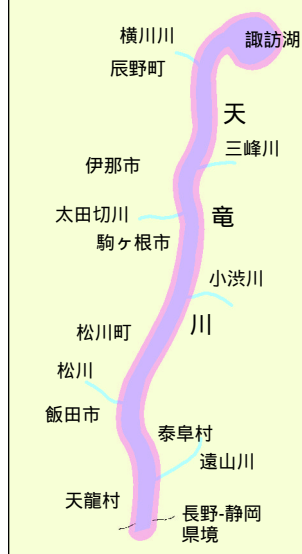 横川川
諏訪湖
辰野町
天
三峰川
伊那市
太田切川
竜
駒ヶ根市
小渋川
川
松川町
松川
飯田市
泰阜村
遠山川
天龍村
長野-静岡
県境